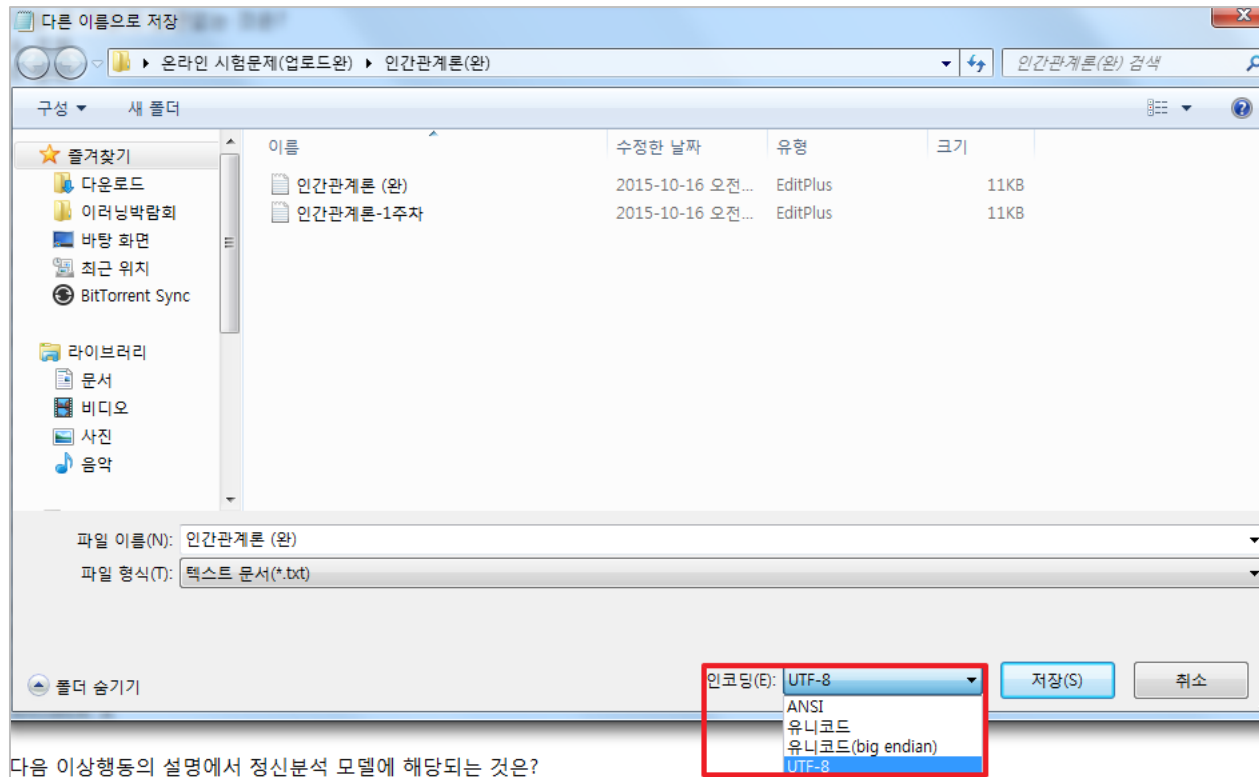 다른 이름으로 저장
온라인 시험문제(업로드완) ▶ 인간관계론(완)
인간관계론(완) 검색
구성 새 폴더
즐겨찾기
다운로드
이러닝박람회
바탕 화면
최근 위치
BitTorrent Sync
라이브러리
문서
비디오
사진
음악
이름 수정한 날짜 유형 크기
인간관계론 (완) 2015-10-16 오전... EditPlus 11KB
인간관계론-1주차 2015-10-16 오전... EditPlus 11KB
파일 이름(N): 인간관계론 (완)
파일 형식(T): 텍스트 문서(*.txt)
폴더 숨기기
인코딩(E): UTF-8
저장(S) 취소
ANSI
유니코드
유니코드(big endian)
UTF-8
다음 이상행동의 설명에서 정신분석 모델에 해당되는 것은?